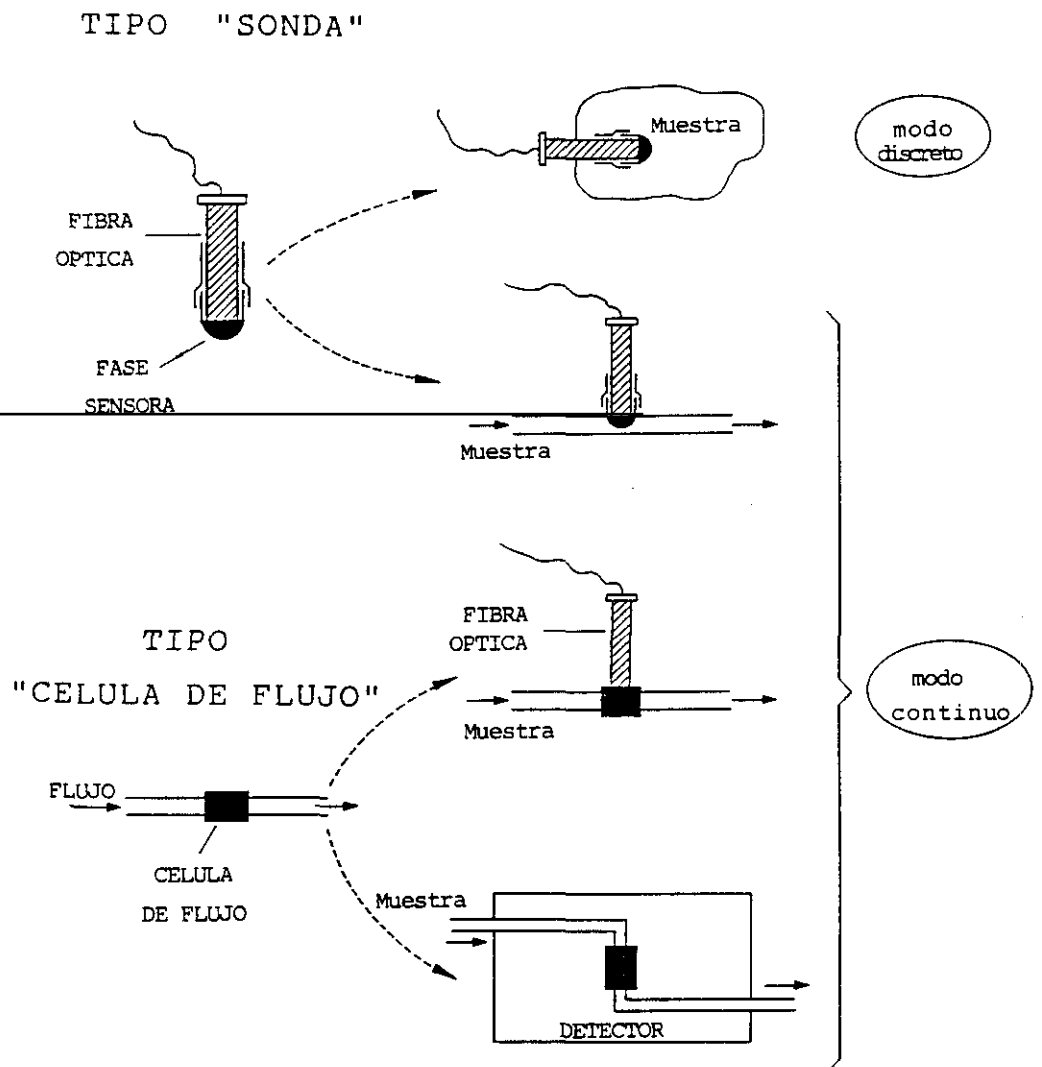 TIPO "SONDA"
Muestra
modo
discreto
FIBRA
OPTICA
FASE
SENSORA
Muestra
FIBRA
OPTICA
TIPO
"CELULA DE FLUJO"
Muestra
modo
continuo
FLUJO
CELULA
DE FLUJO
Muestra
DETECTOR